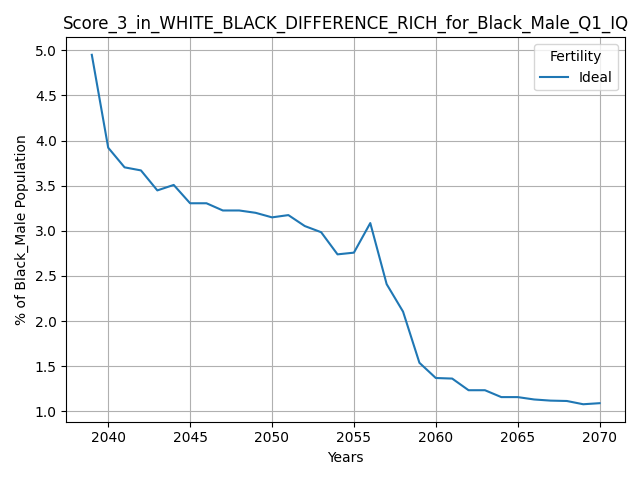 Score_3_in_WHITE_BLACK_DIFFERENCE_RICH_for_Black_Male_Q1_IQ
Fertility
Ideal
% of Black_Male Population
5.0
4.5
4.0
3.5
3.0
2.5
2.0
1.5
1.0
2040 2045 2050 2055 2060 2065 2070
Years